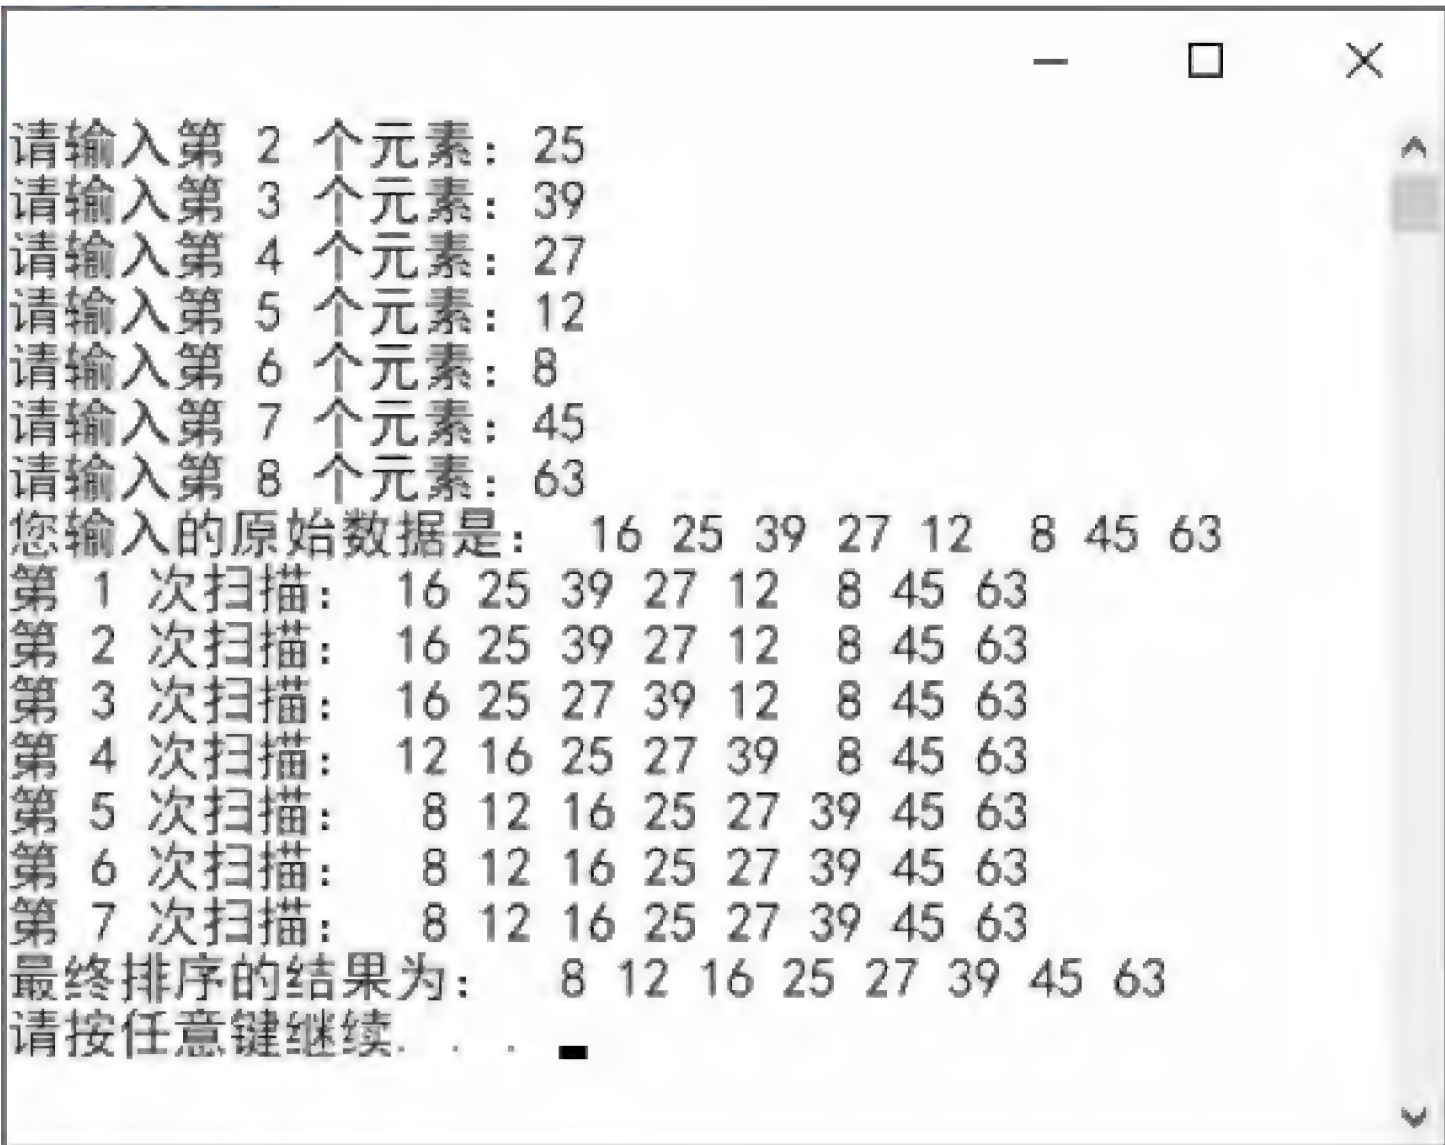 请输入第 2 个元素：25
请输入第 3 个元素：39
请输入第 4 个元素：27
请输入第 5 个元素：12
请输入第 6 个元素：8
请输入第 7 个元素：45
请输入第 8 个元素：63
您输入的原始数据是： 16 25 39 27 12  8 45 63
第 1 次扫描： 16 25 39 27 12  8 45 63
第 2 次扫描： 16 25 39 27 12  8 45 63
第 3 次扫描： 16 25 27 39 12  8 45 63
第 4 次扫描： 12 16 25 27 39  8 45 63
第 5 次扫描：  8 12 16 25 27 39 45 63
第 6 次扫描：  8 12 16 25 27 39 45 63
第 7 次扫描：  8 12 16 25 27 39 45 63
最终排序的结果为：  8 12 16 25 27 39 45 63
请按任意键继续. . .